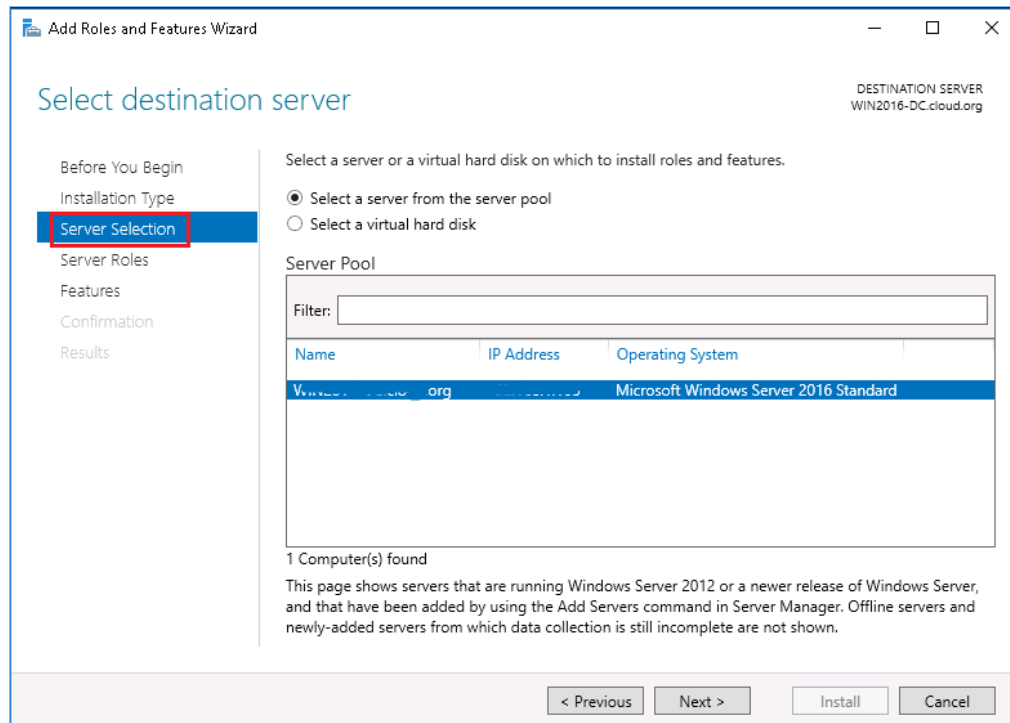 Add Roles and Features Wizard
Select destination server
DESTINATION SERVER
WIN2016-DC.cloud.org
Before You Begin
Installation Type
Server Selection
Server Roles
Features
Confirmation
Results
Select a server or a virtual hard disk on which to install roles and features.
Select a server from the server pool
Select a virtual hard disk
Server Pool
Filter:
Name IP Address Operating System
.org Microsoft Windows Server 2016 Standard
1 Computer(s) found
This page shows servers that are running Windows Server 2012 or a newer release of Windows Server,
and that have been added by using the Add Servers command in Server Manager. Offline servers and
newly-added servers from which data collection is still incomplete are not shown.
< Previous Next > Install Cancel